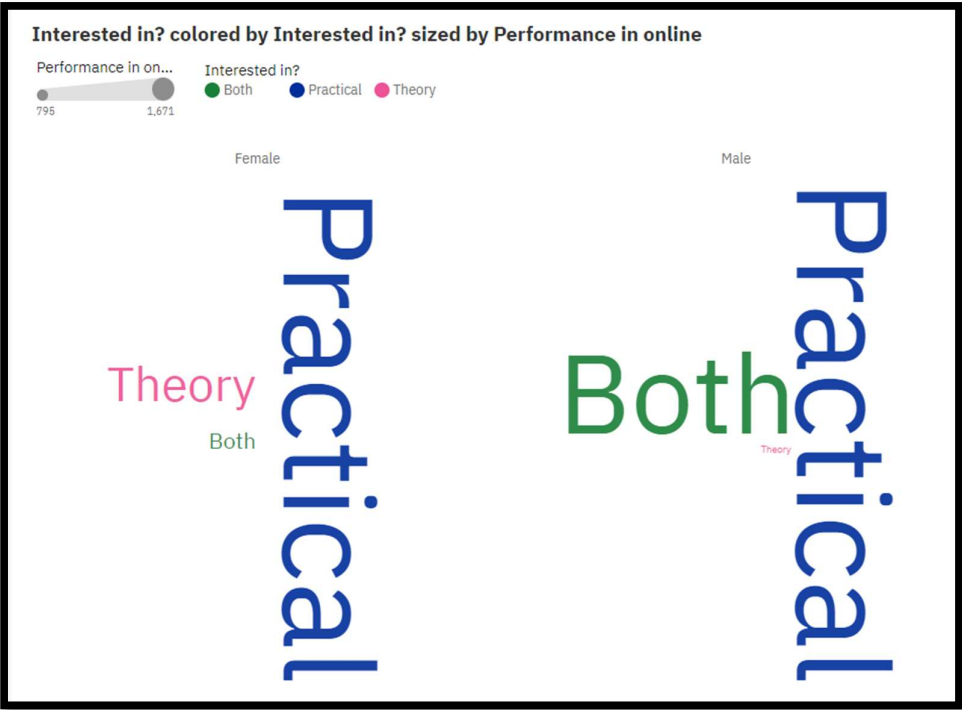 Interested in? colored by Interested in? sized by Performance in online
Performance in on...
795 1,671
Interested in?
Both Practical Theory
Female
Practical
Theory
Both
Male
Practical
Both
Theory